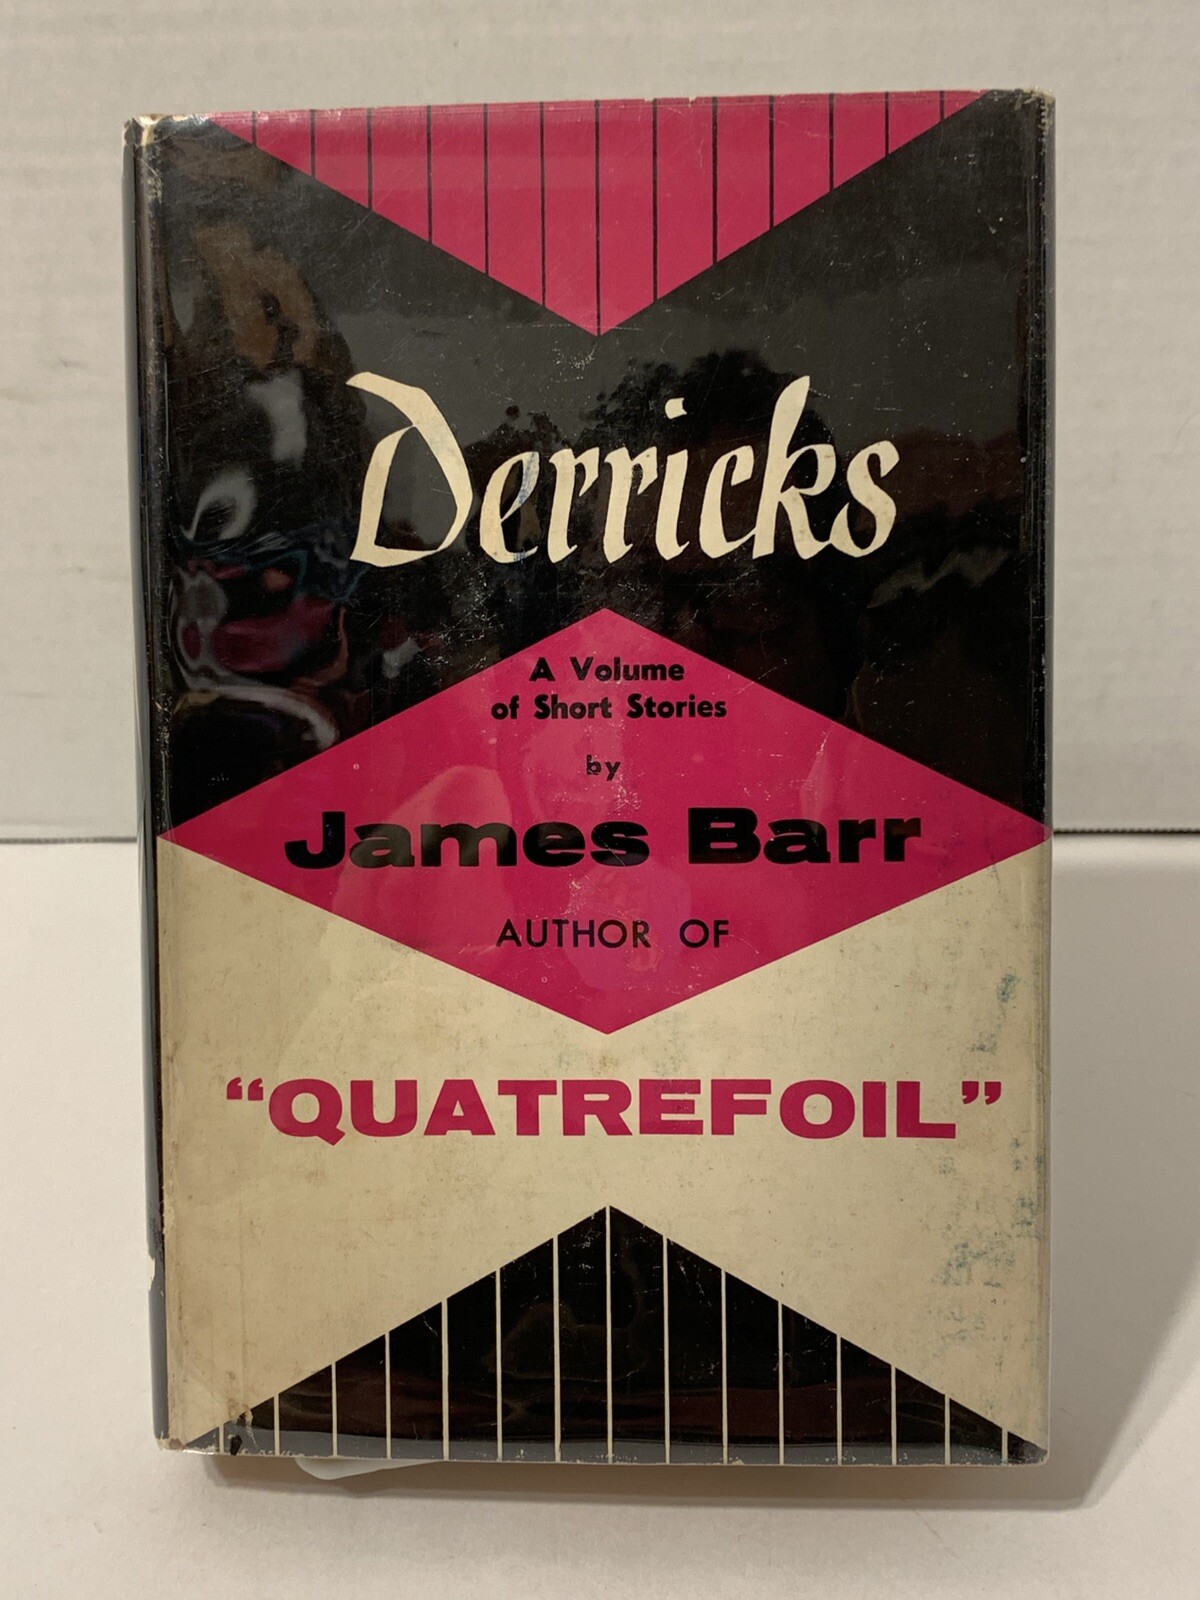 Derricks
A Volume
of Short Stories
by
James Barr
AUTHOR OF
“QUATREFOIL”